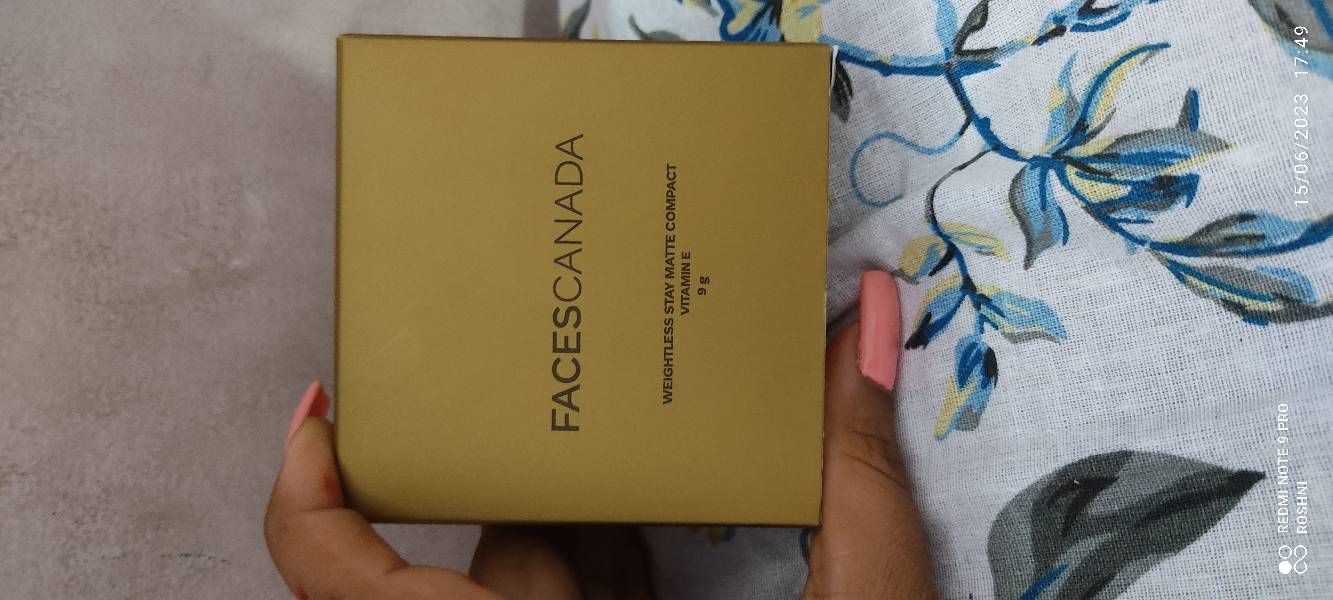 FACESCANADA
WEIGHTLESS STAY MATTE COMPACT
VITAMIN E
9 g
REDMI NOTE 9 PRO
ROSHNI
15/06/2023 17:49